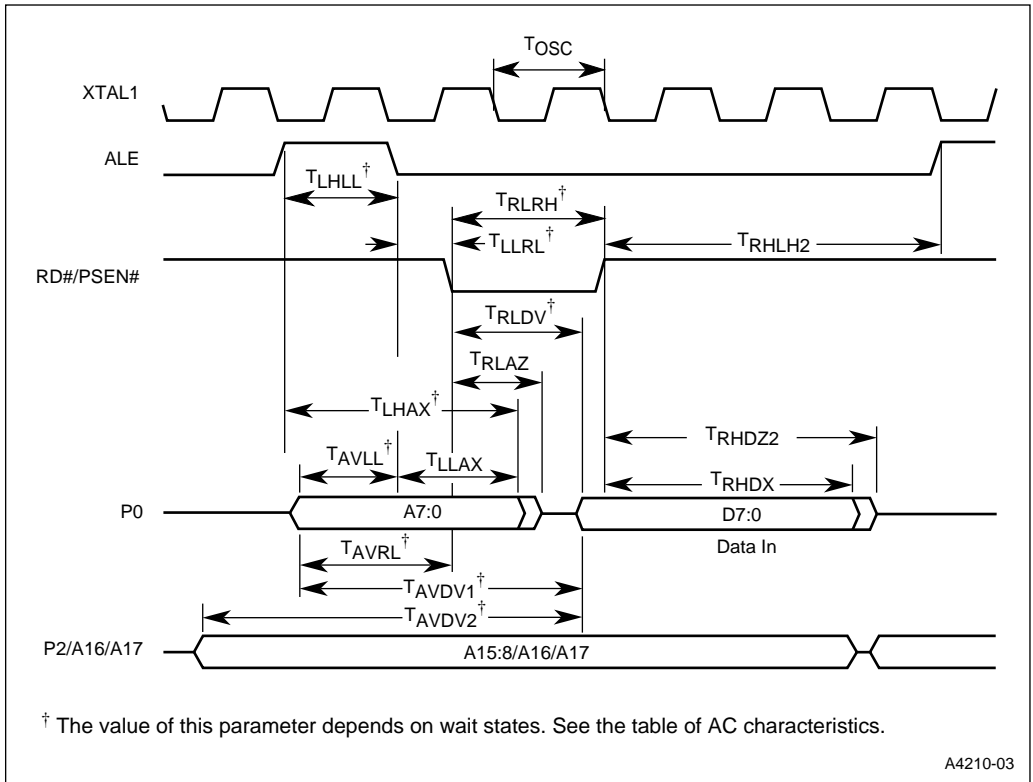 TOSC
XTAL1
ALE
TLHLL†
TRLRH†
TLLRL†
TRHLH2
RD#/PSEN#
TRLDV†
TRLAZ
TLHAX†
TRHDZ2
TAVLL†
TLLAX
TRHDX
P0
A7:0
D7:0
Data In
TAVRL†
TAVDV1†
TAVDV2†
P2/A16/A17
A15:8/A16/A17
† The value of this parameter depends on wait states. See the table of AC characteristics.
A4210-03